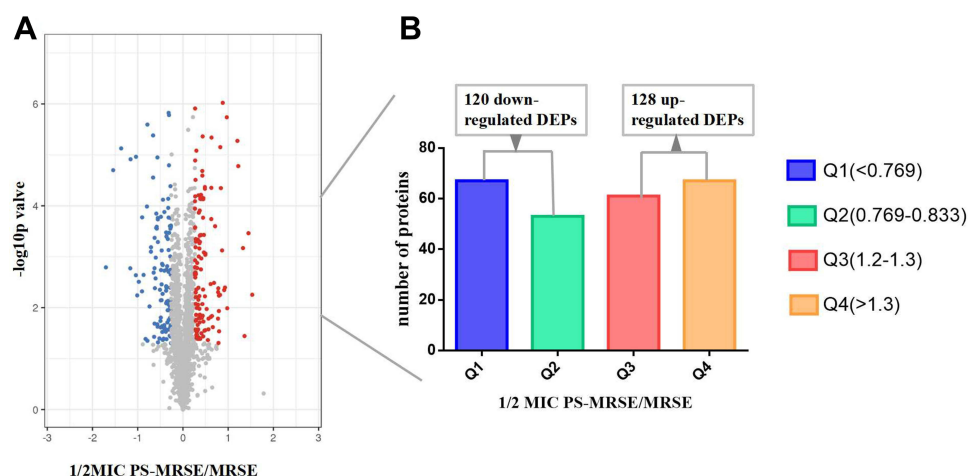 A
-log10p valve
6
4
2
0
-3 -2 -1 0 1 2 3
1/2MIC PS-MRSE/MRSE
B
120 down-
regulated DEPs
128 up-
regulated DEPs
number of proteins
80
60
40
20
0
Q1 Q2 Q3 Q4
1/2 MIC PS-MRSE/MRSE
Q1(<0.769)
Q2(0.769-0.833)
Q3(1.2-1.3)
Q4(>1.3)